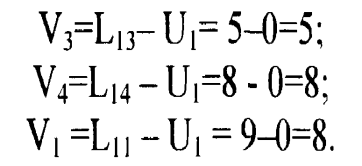 V₃=L₁₃– U₁= 5–0=5;
V₄=L₁₄ – U₁=8 - 0=8;
V₁ =L₁₁ – U₁ = 9–0=8.